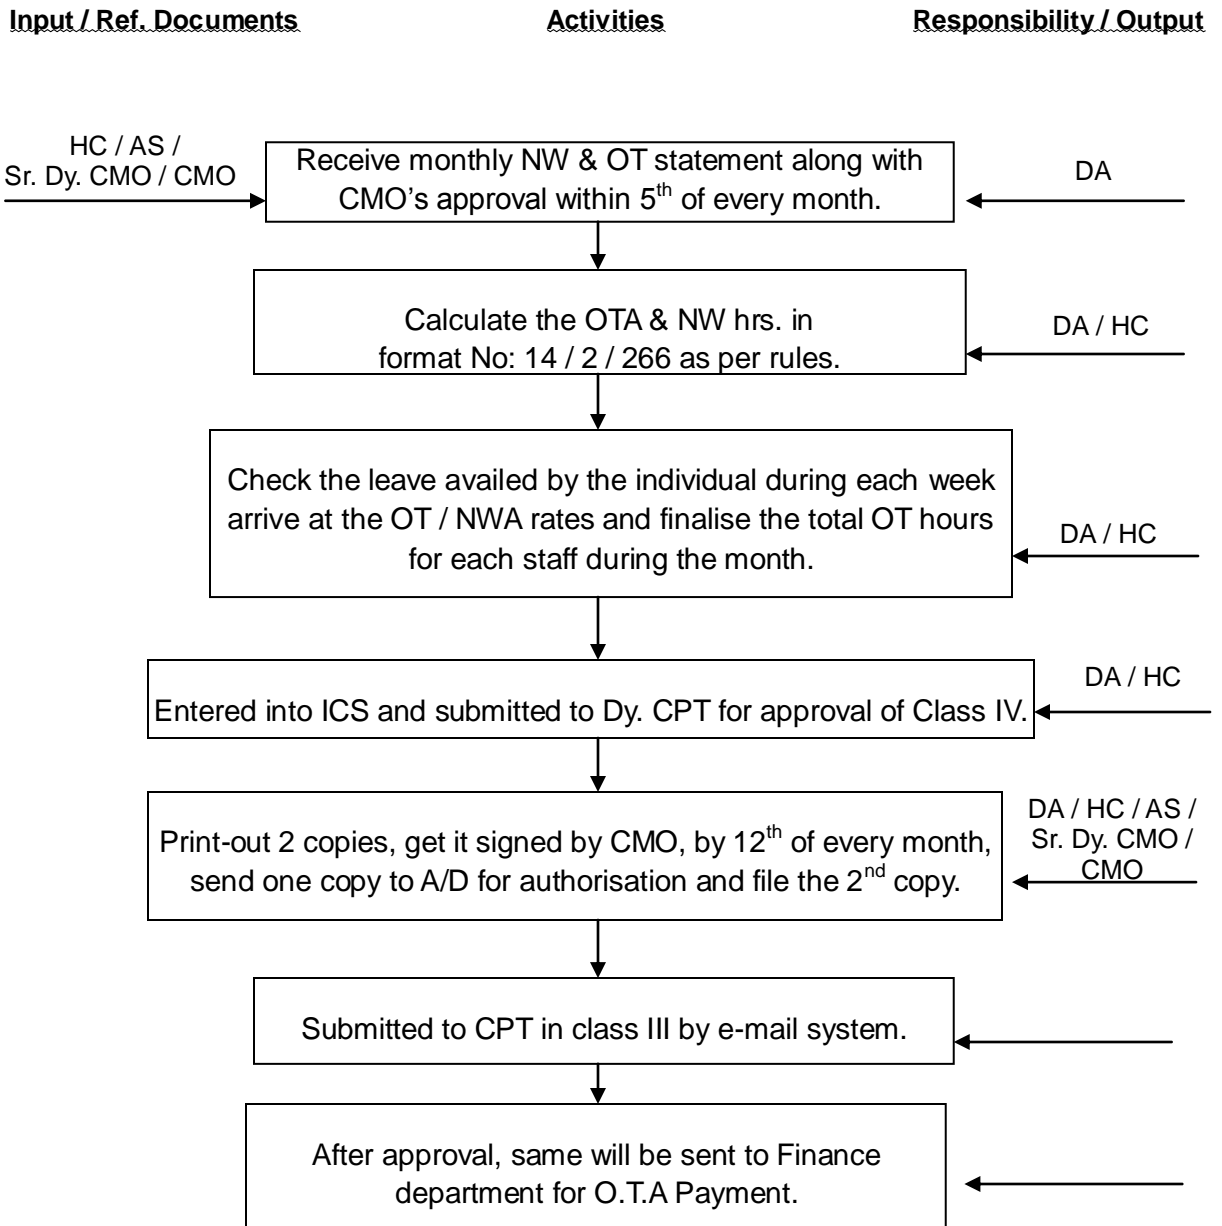 Input / Ref. Documents
Activities
Responsibility / Output
HC / AS /
Sr. Dy. CMO / CMO
Receive monthly NW & OT statement along with
CMO’s approval within 5th of every month.
DA
Calculate the OTA & NW hrs. in
format No: 14 / 2 / 266 as per rules.
DA / HC
Check the leave availed by the individual during each week
arrive at the OT / NWA rates and finalise the total OT hours
for each staff during the month.
DA / HC
Entered into ICS and submitted to Dy. CPT for approval of Class IV.
DA / HC
Print-out 2 copies, get it signed by CMO, by 12th of every month,
send one copy to A/D for authorisation and file the 2nd copy.
DA / HC / AS /
Sr. Dy. CMO /
CMO
Submitted to CPT in class III by e-mail system.
After approval, same will be sent to Finance
department for O.T.A Payment.